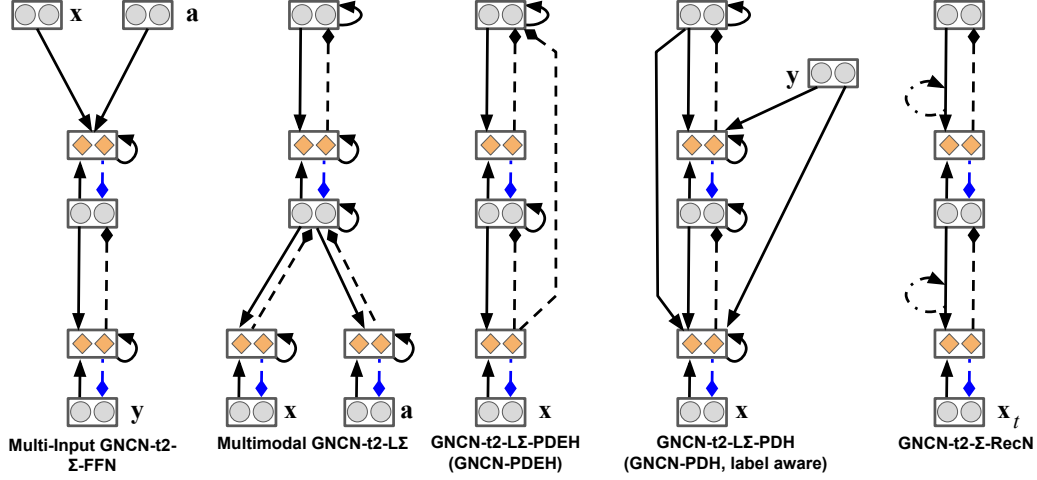 x
a
y
y
x
a
x
x
x_t
Multi-Input GNCN-t2-
Σ-FFN
Multimodal GNCN-t2-LΣ
GNCN-t2-LΣ-PDEH
(GNCN-PDEH)
GNCN-t2-LΣ-PDH
(GNCN-PDH, label aware)
GNCN-t2-Σ-RecN